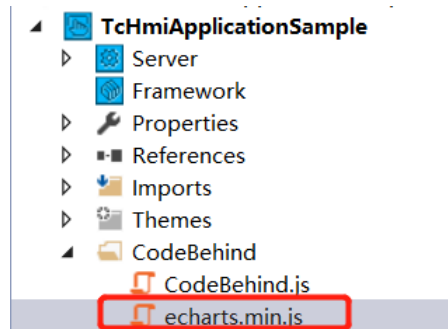 TcHmiApplicationSample
Server
Framework
Properties
References
Imports
Themes
CodeBehind
CodeBehind.js
echarts.min.js